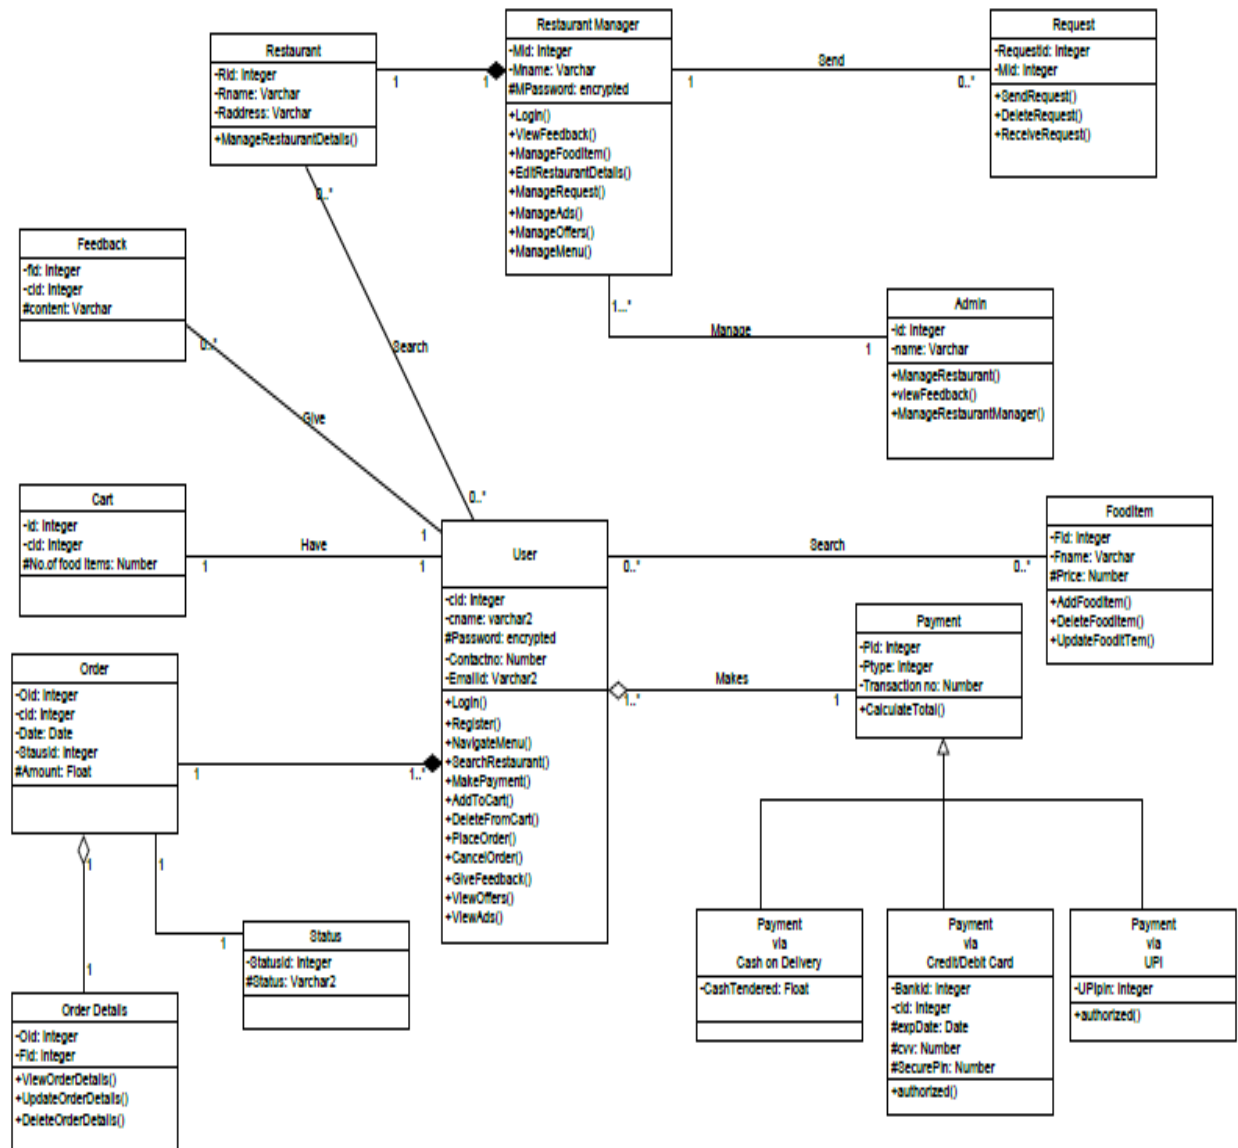 Restaurant
-Rid: Integer
-Rname: Varchar
-Raddress: Varchar
+ManageRestaurantDetails()
1
1
Restaurant Manager
-Mid: Integer
-Mname: Varchar
#MPassword: encrypted
+Login()
+ViewFeedback()
+ManageFoodItem()
+EditRestaurantDetails()
+ManageRequest()
+ManageAds()
+ManageOffers()
+ManageMenu()
Send
1
0..*
Request
-RequestId: Integer
-Mid: Integer
+SendRequest()
+DeleteRequest()
+ReceiveRequest()
1...*
Manage
1
Admin
-id: Integer
-name: Varchar
+ManageRestaurant()
+viewFeedback()
+ManageRestaurantManager()
0..*
Search
0..*
Feedback
-fid: Integer
-cid: Integer
#content: Varchar
0..*
Give
1
Cart
-id: Integer
-cid: Integer
#No.of food items: Number
Have
1
1
User
-cid: Integer
-cname: varchar2
#Password: encrypted
-Contactno: Number
-Emailid: Varchar2
+Login()
+Register()
+NavigateMenu()
+SearchRestaurant()
+MakePayment()
+AddToCart()
+DeleteFromCart()
+PlaceOrder()
+CancelOrder()
+GiveFeedback()
+ViewOffers()
+ViewAds()
Search
0..*
0..*
FoodItem
-Fid: Integer
-Fname: Varchar
#Price: Number
+AddFoodItem()
+DeleteFoodItem()
+UpdateFooditTem()
Makes
1..*
1
Payment
-Pid: Integer
-Ptype: Integer
-Transaction no: Number
+CalculateTotal()
Order
-Oid: Integer
-cid: Integer
-Date: Date
-StausId: Integer
#Amount: Float
1
1..*
1
1
1
1
Status
-StatusId: Integer
#Status: Varchar2
Order Details
-Oid: Integer
-Fid: Integer
+ViewOrderDetails()
+UpdateOrderDetails()
+DeleteOrderDetails()
Payment
via
Cash on Delivery
-CashTendered: Float
Payment
via
Credit/Debit Card
-BankId: Integer
-cid: Integer
#expDate: Date
#cvv: Number
#SecurePin: Number
+authorized()
Payment
via
UPI
-UPIpin: Integer
+authorized()